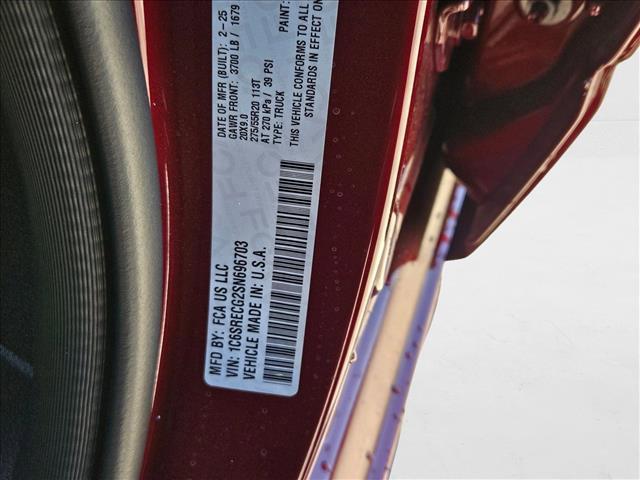 MFD BY: FCA US LLC
VIN: 1C6SRECG2SN696703
VEHICLE MADE IN: U.S.A.
DATE OF MFR (BUILT): 2-25
GAWR FRONT: 3700 LB / 1679
20X9.0
275/55R20 113T
AT 270 kPa / 39 PSI
TYPE: TRUCK
PAINT:
THIS VEHICLE CONFORMS TO A
STANDARDS IN EFFECT ON